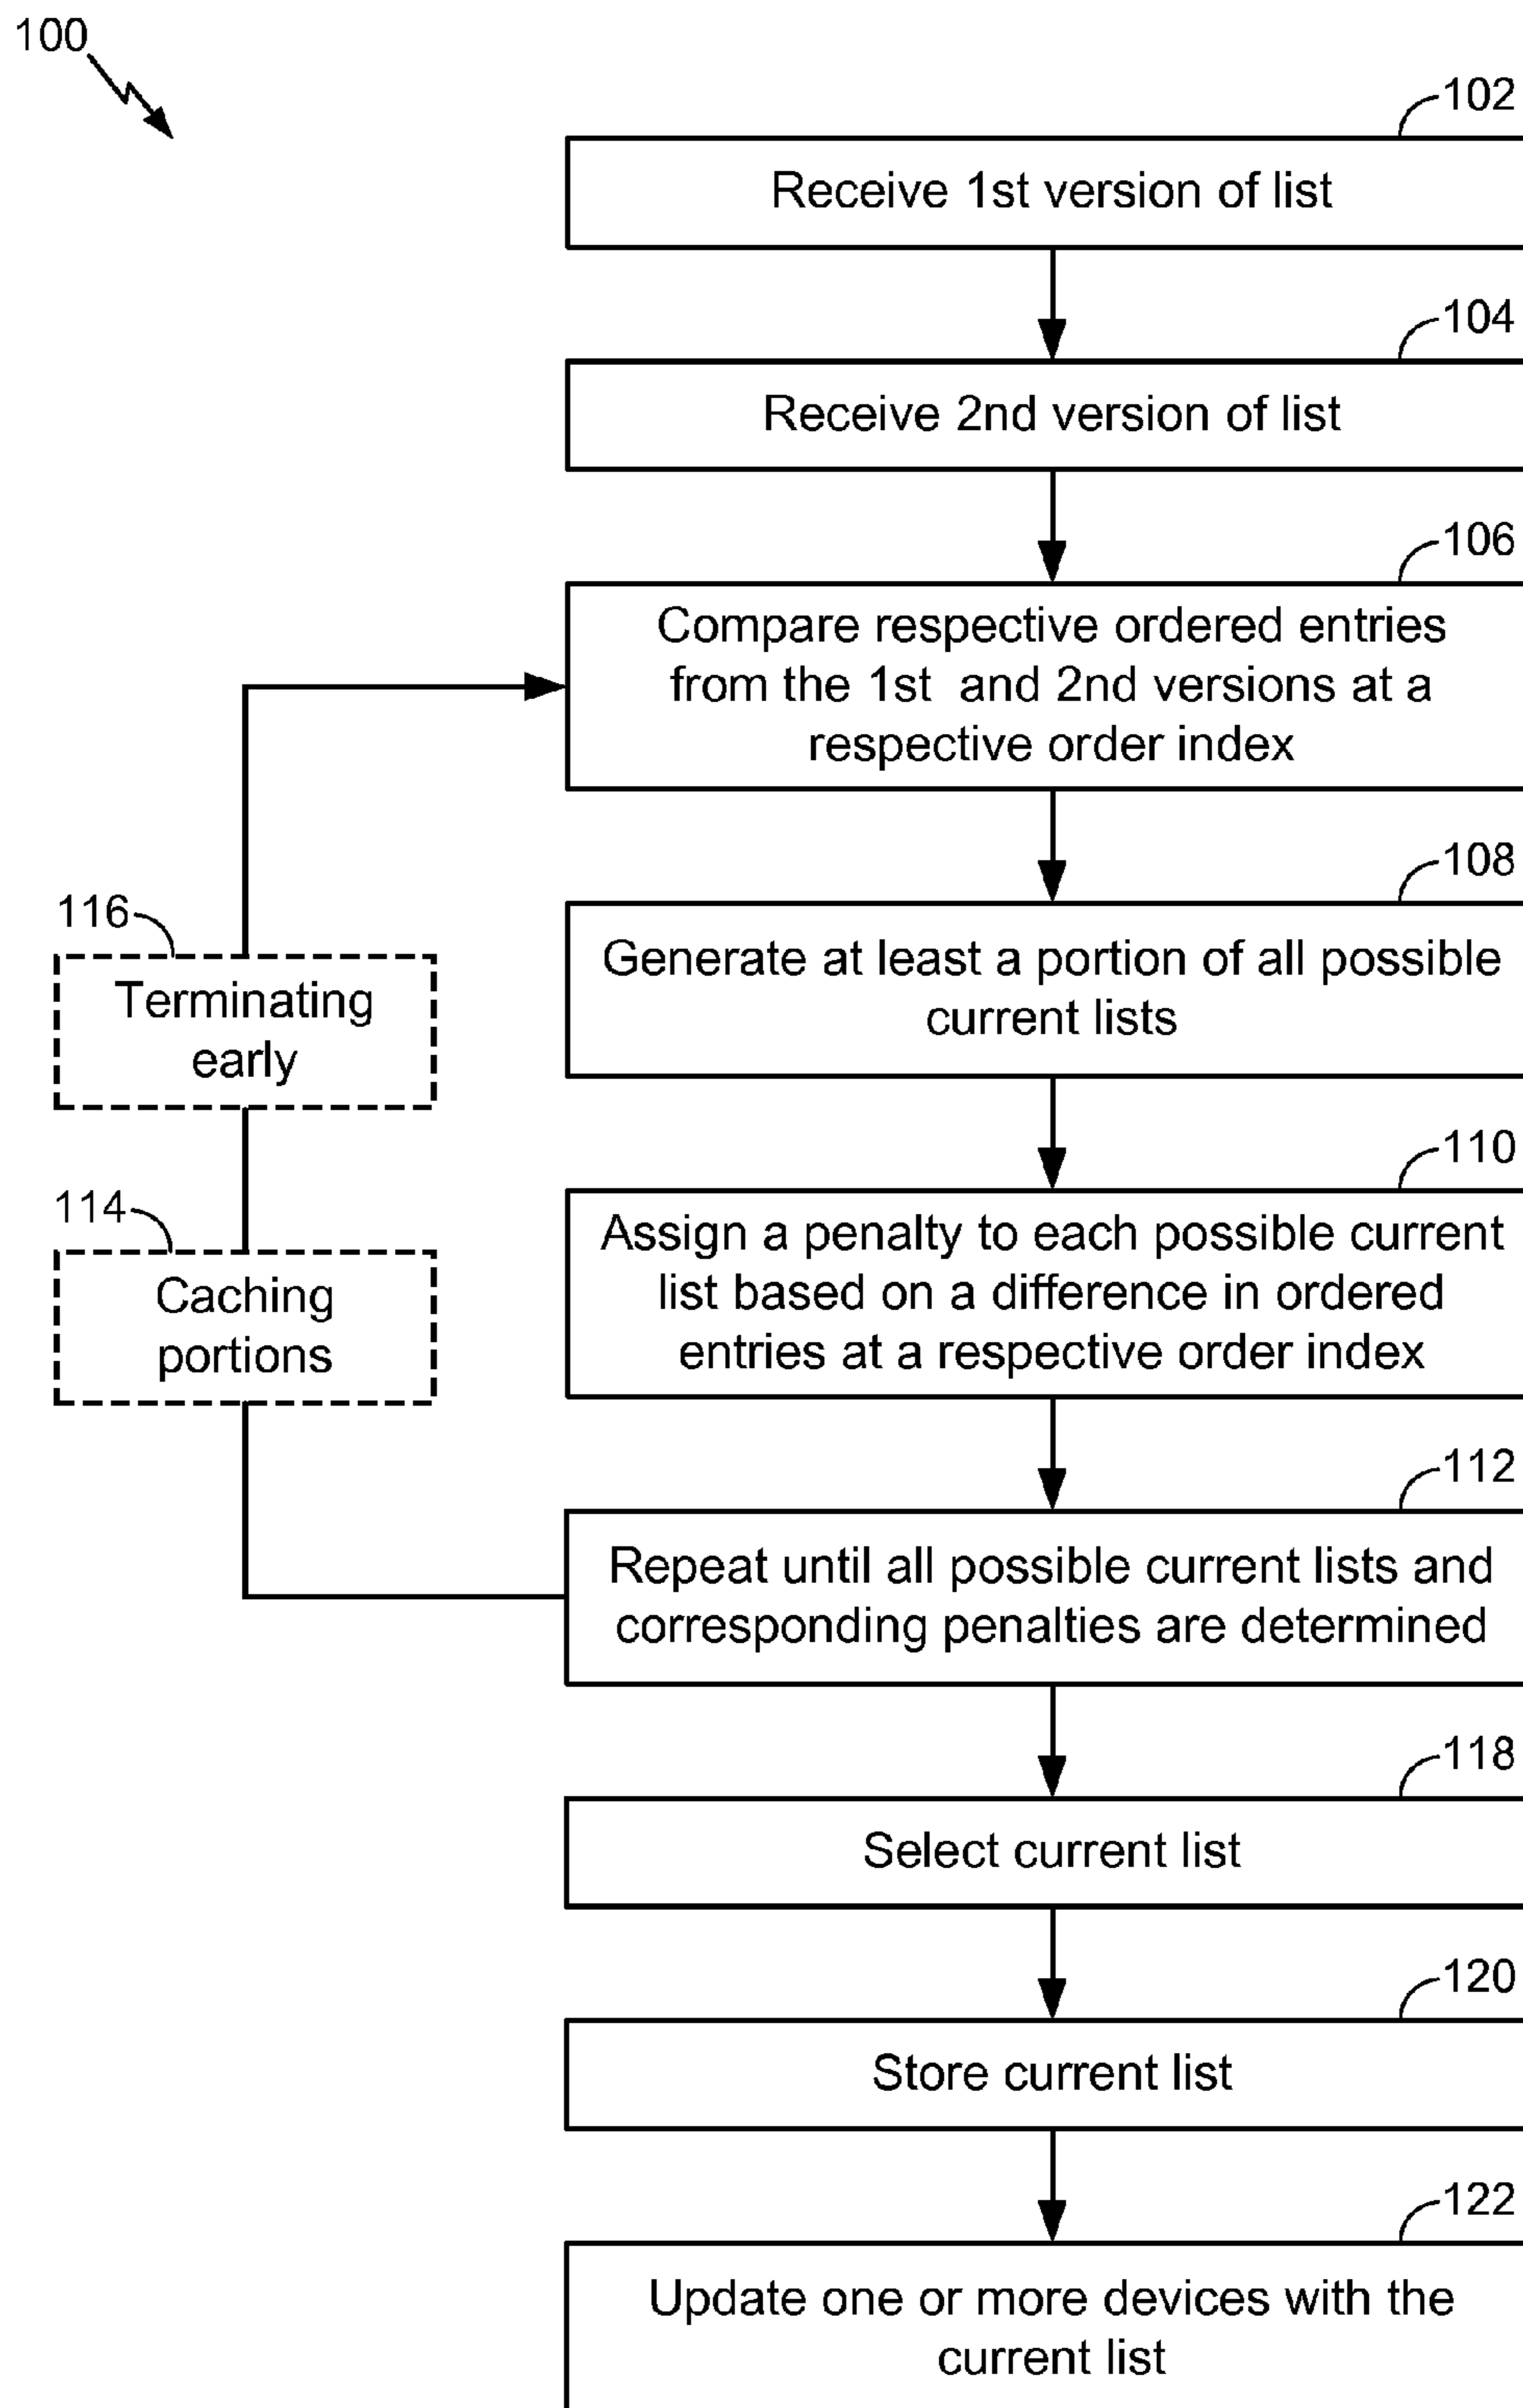 100
102
Receive 1st version of list
104
Receive 2nd version of list
106
Compare respective ordered entries
from the 1st and 2nd versions at a
respective order index
108
Generate at least a portion of all possible
current lists
116
Terminating
early
110
Assign a penalty to each possible current
list based on a difference in ordered
entries at a respective order index
114
Caching
portions
112
Repeat until all possible current lists and
corresponding penalties are determined
118
Select current list
120
Store current list
122
Update one or more devices with the
current list